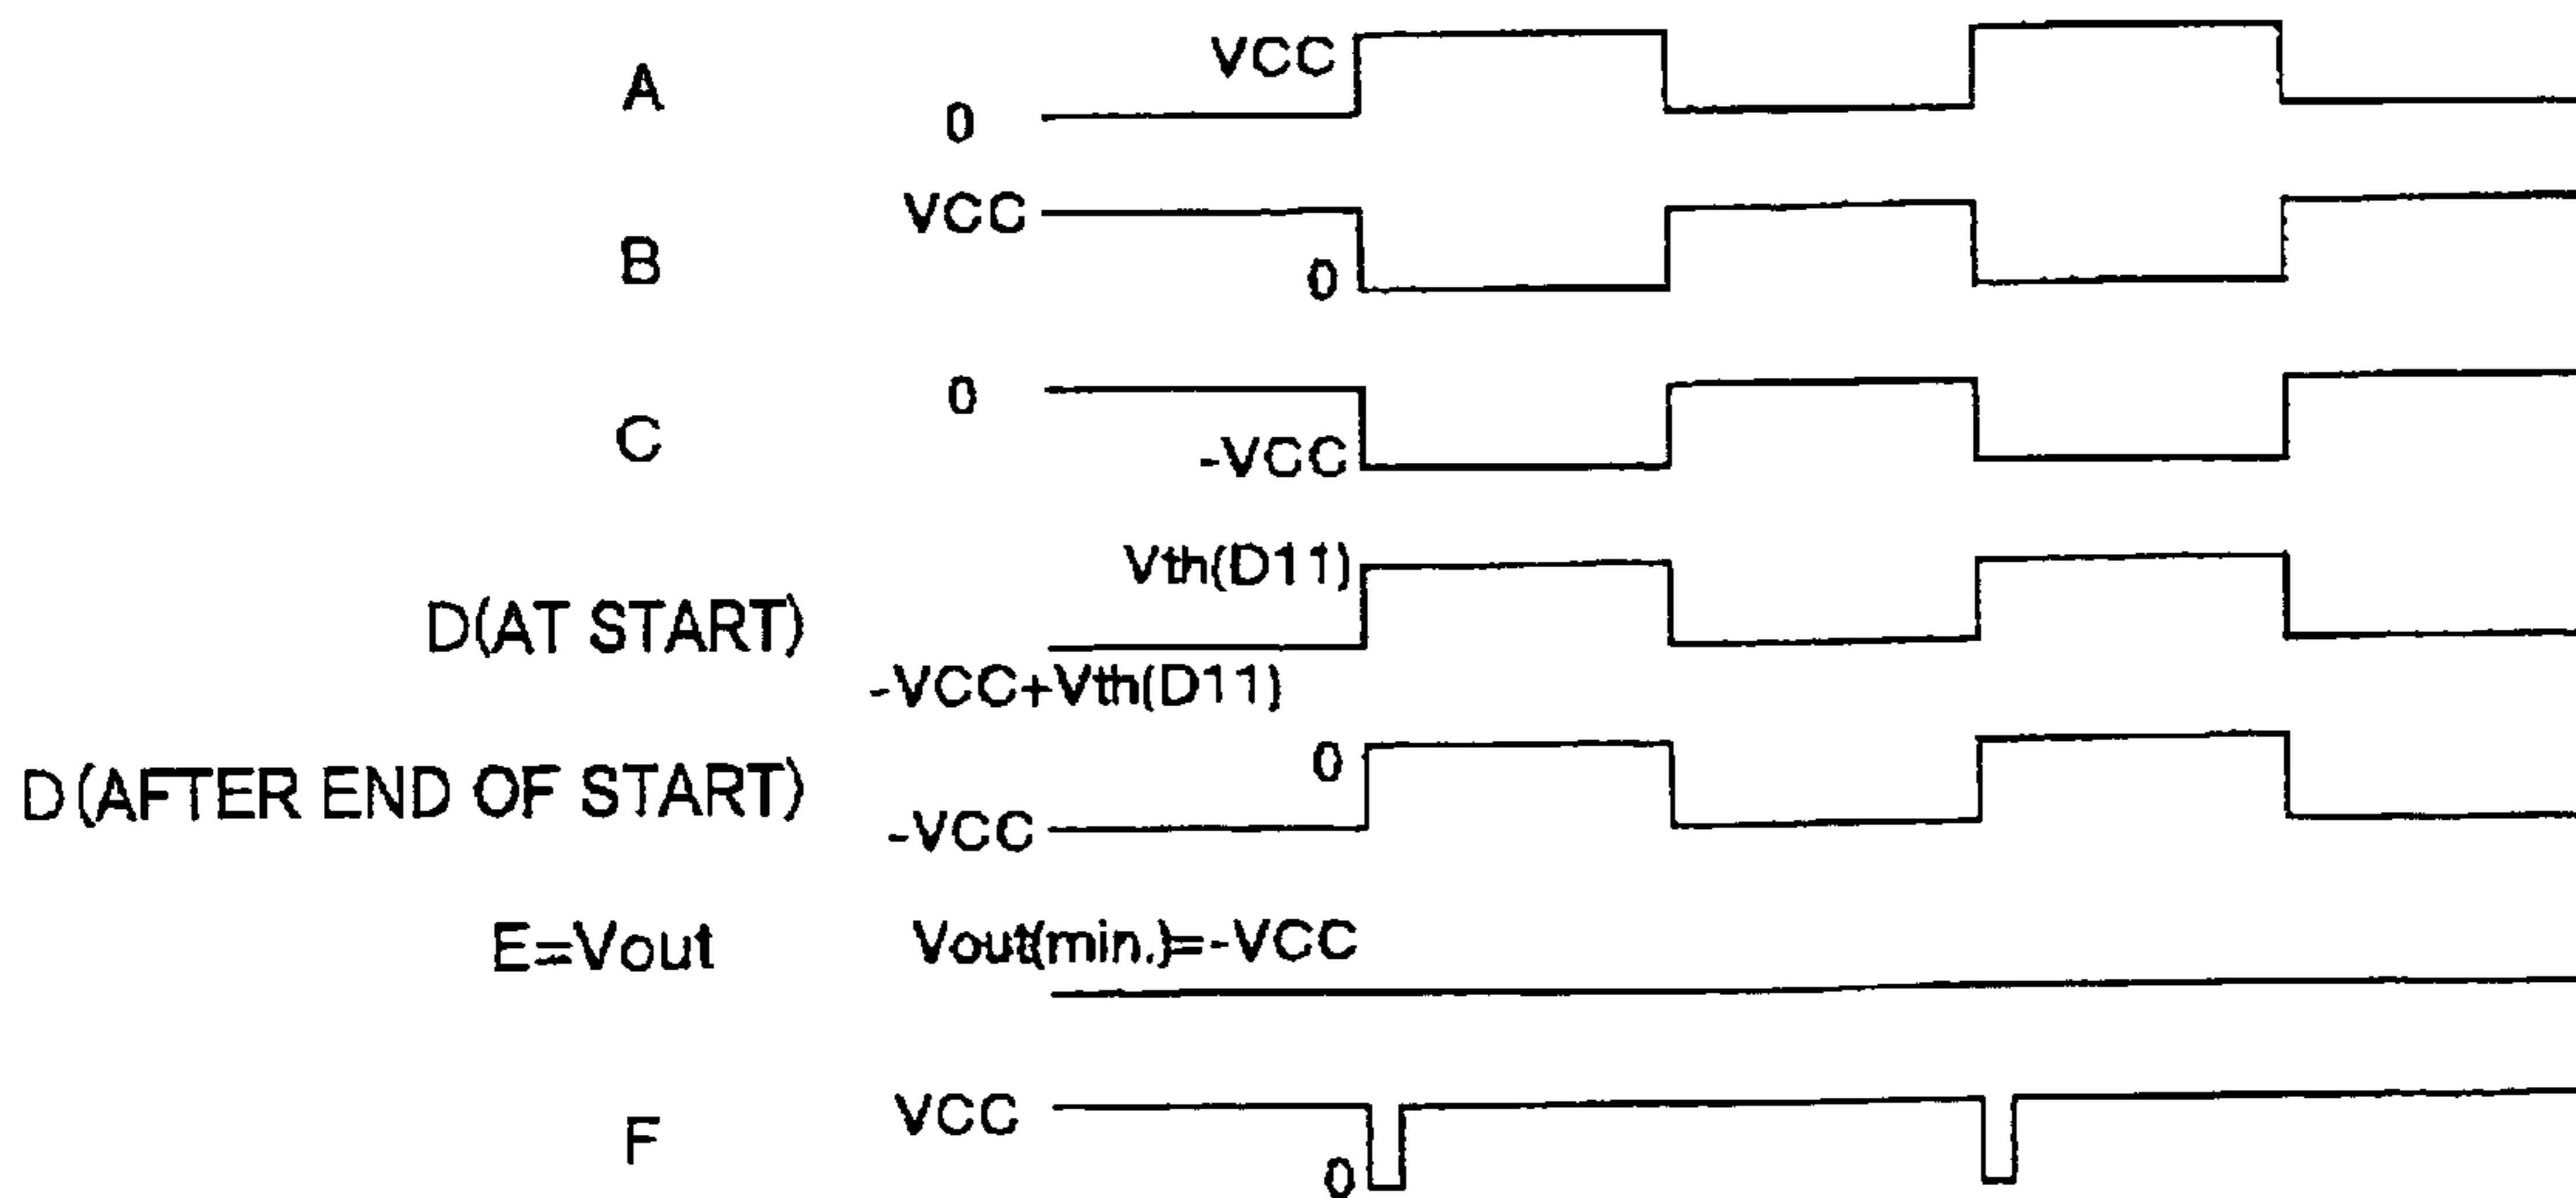 A
VCC
0
B
VCC
0
C
0
-VCC
D(AT START)
Vth(D11)
-VCC+Vth(D11)
D(AFTER END OF START)
0
-VCC
E=Vout
Vout(min.)=-VCC
F
VCC
0